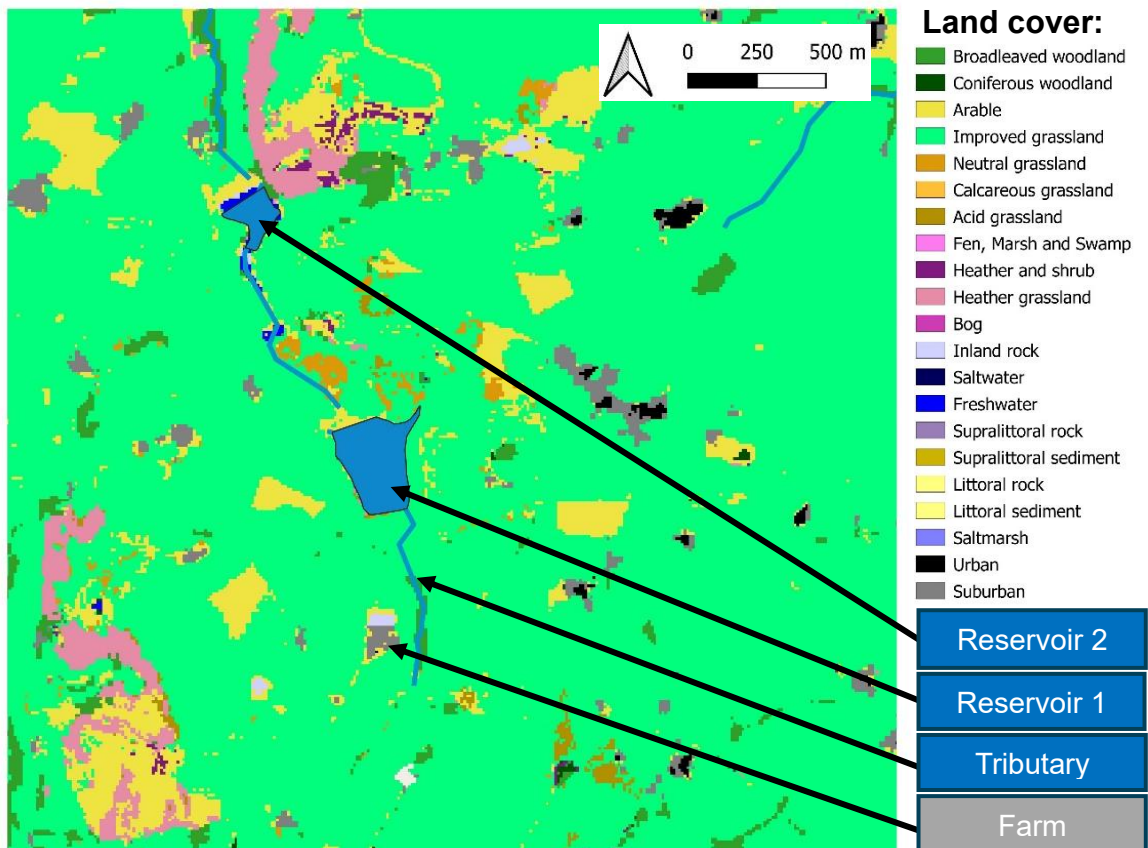 0 250 500 m
Land cover:
Broadleaved woodland
Coniferous woodland
Arable
Improved grassland
Neutral grassland
Calcareous grassland
Acid grassland
Fen, Marsh and Swamp
Heather and shrub
Heather grassland
Bog
Inland rock
Saltwater
Freshwater
Supralittoral rock
Supralittoral sediment
Littoral rock
Littoral sediment
Saltmarsh
Urban
Suburban
Reservoir 2
Reservoir 1
Tributary
Farm